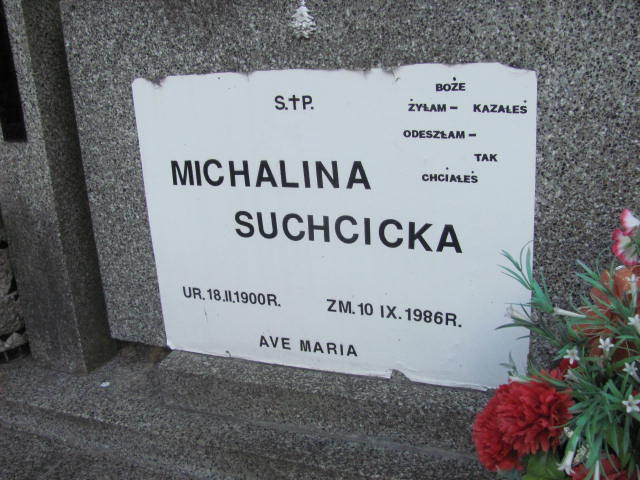 S.✝P.
BOŻE
ŻYŁAM – KAZAŁEŚ
ODESZŁAM –
TAK
CHCIAŁEŚ
MICHALINA
SUCHCICKA
UR. 18.II.1900R.
ZM. 10 IX. 1986R.
AVE MARIA